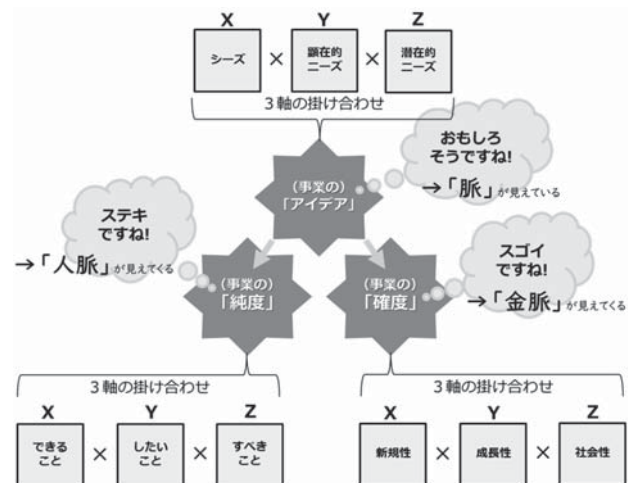 X Y Z
シーズ × 顕在的 × 潜在的
ニーズ ニーズ
3軸の掛け合わせ
おもしろ
そうですね!
→「脈」が見えている
(事業の)
「アイデア」
ステキ
ですね!
→「人脈」が見えてくる
スゴイ
ですね!
→「金脈」が見えてくる
(事業の)
「純度」
(事業の)
「確度」
3軸の掛け合わせ
X Y Z
できる × したい × すべき
こと こと こと
3軸の掛け合わせ
X Y Z
新規性 × 成長性 × 社会性